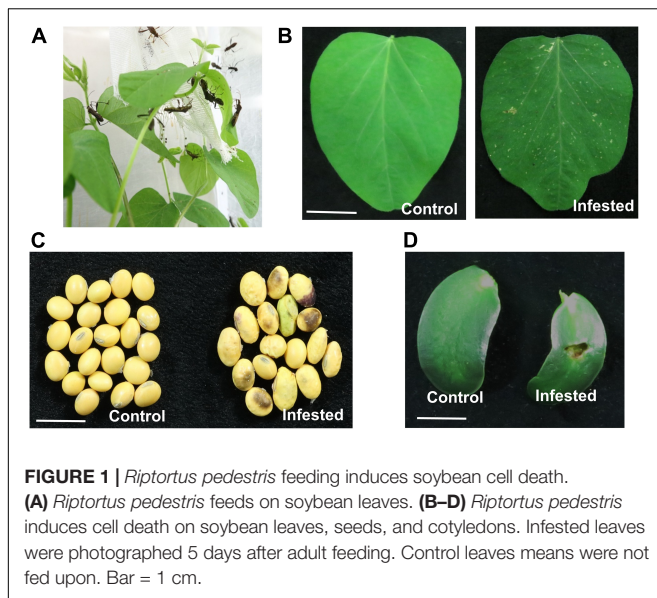 A
B
Control
Infested
C
D
Control
Infested
Control
Infested
FIGURE 1 | Riptortus pedestris feeding induces soybean cell death.
(A) Riptortus pedestris feeds on soybean leaves. (B–D) Riptortus pedestris
induces cell death on soybean leaves, seeds, and cotyledons. Infested leaves
were photographed 5 days after adult feeding. Control leaves means were not
fed upon. Bar = 1 cm.